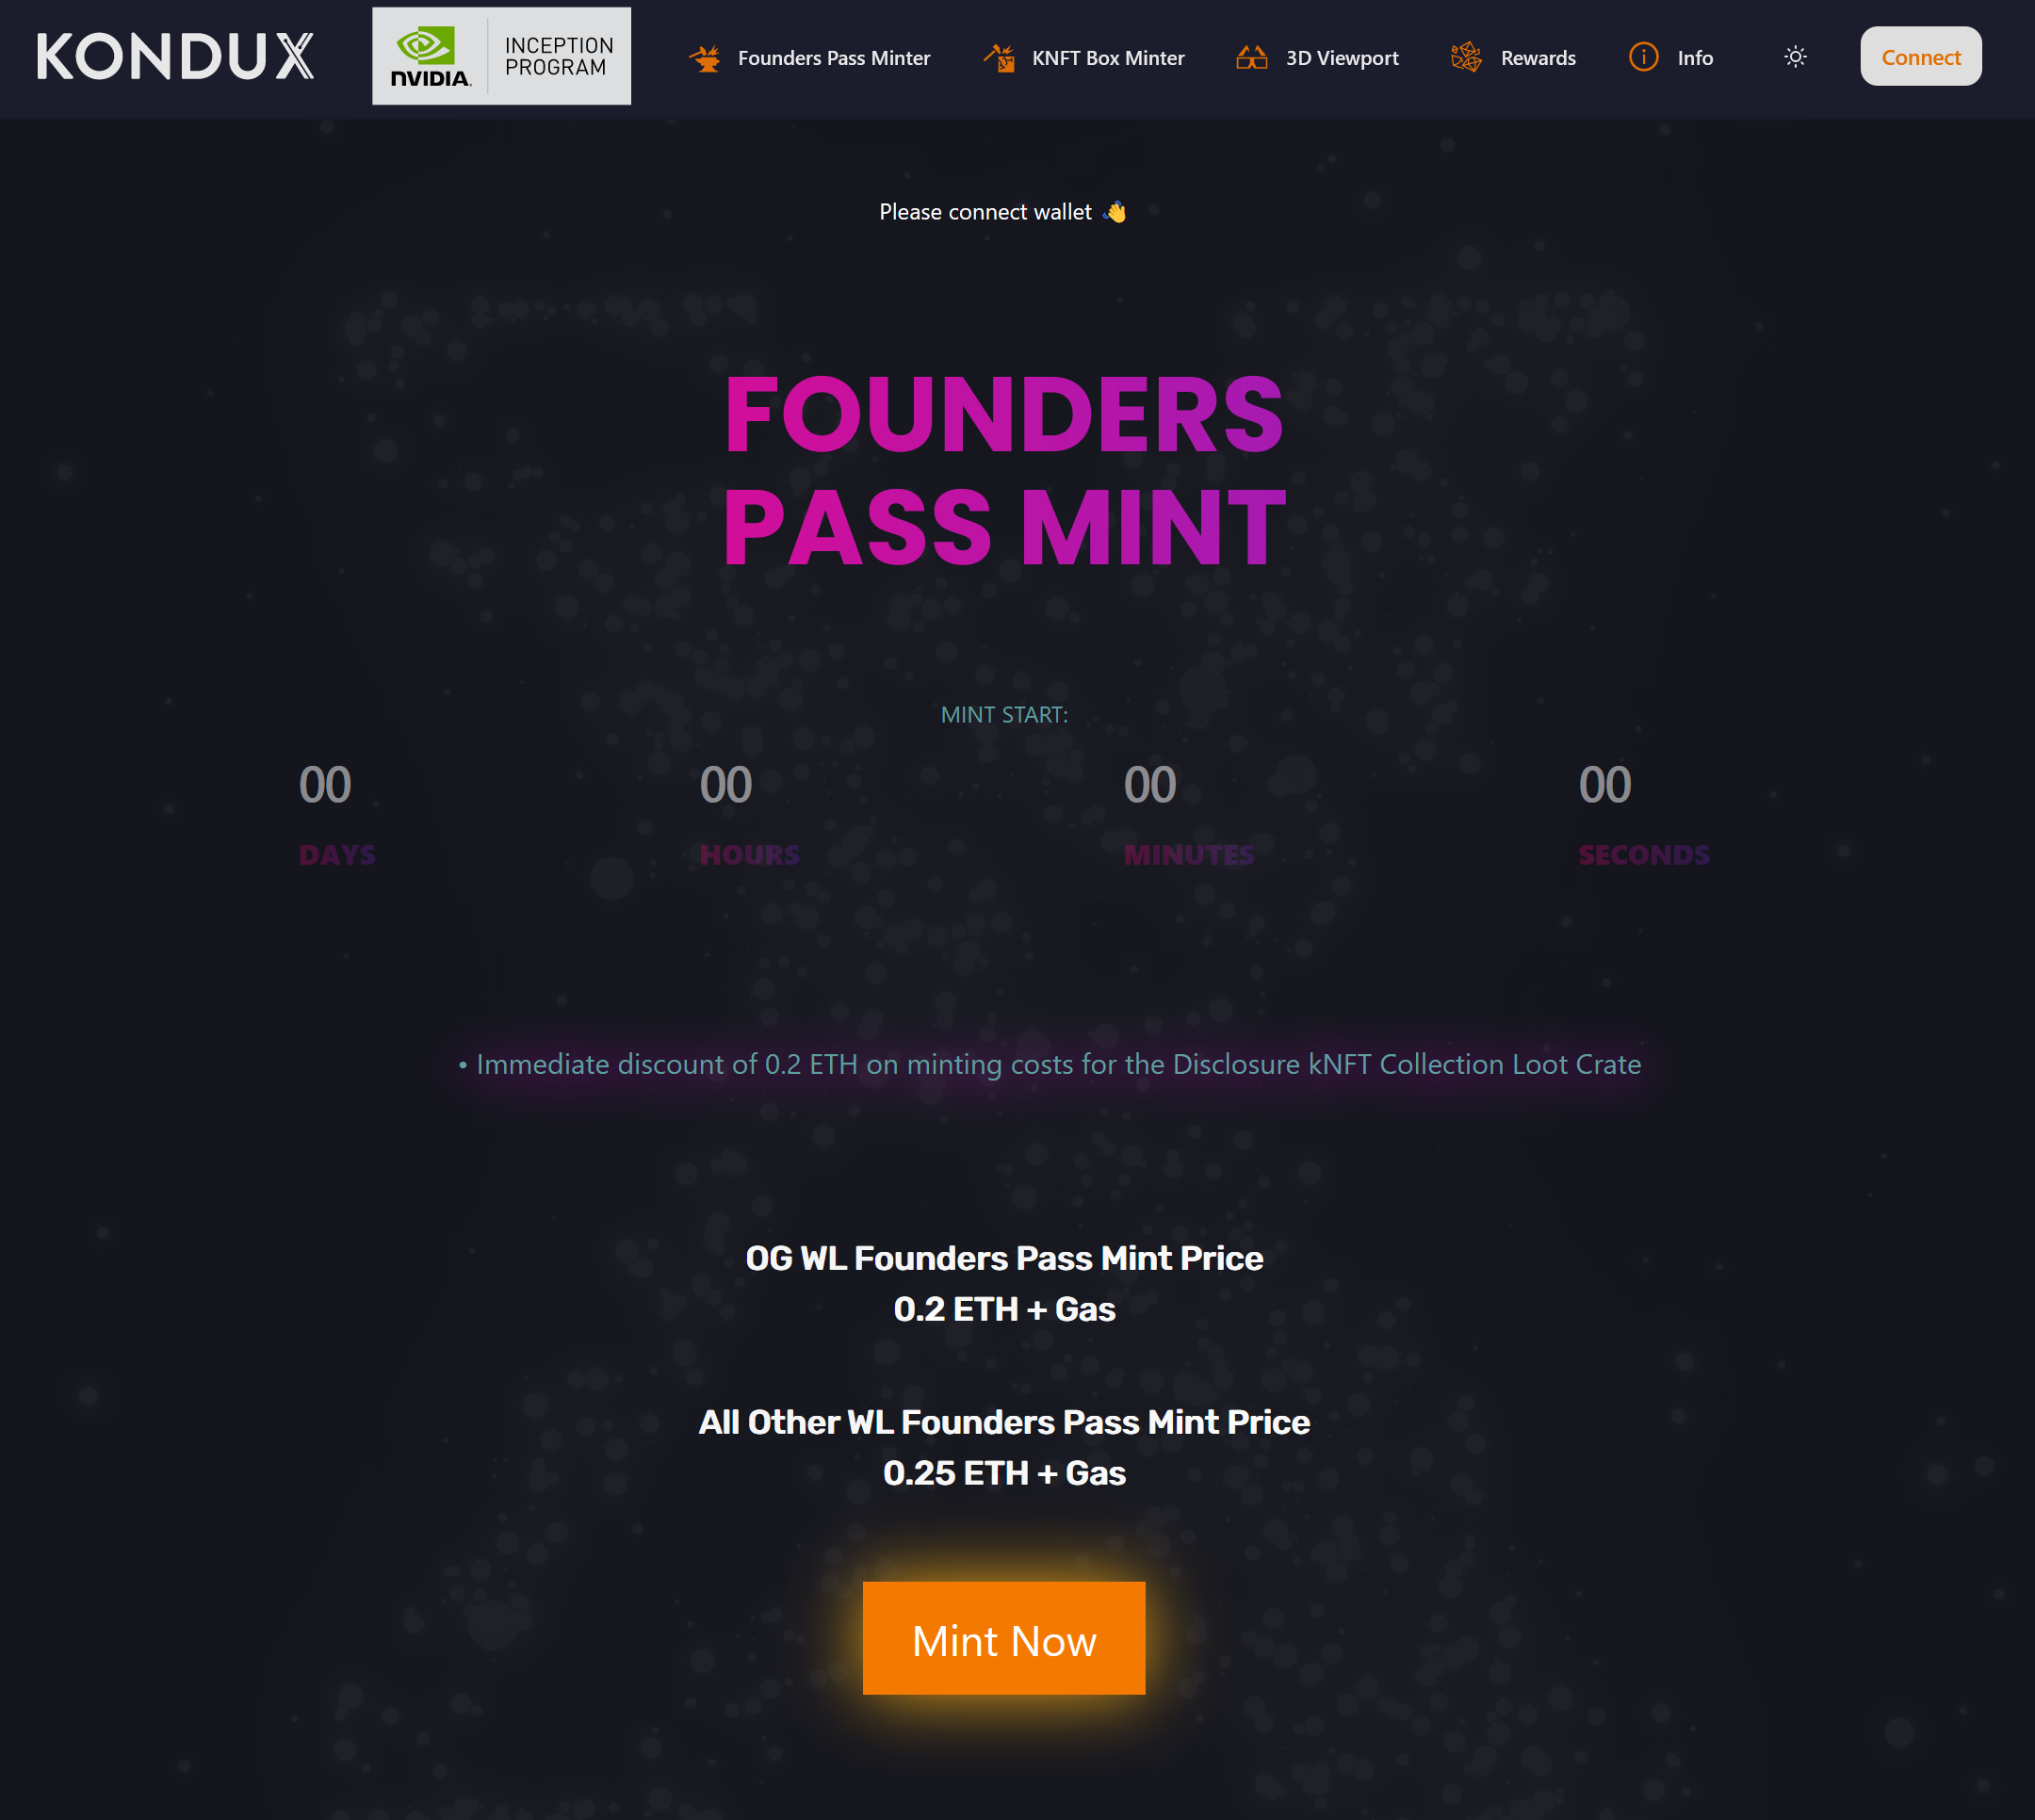 KONDUX
NVIDIA.
INCEPTION
PROGRAM
Founders Pass Minter
KNFT Box Minter
3D Viewport
Rewards
Info
Connect
Please connect wallet 👋
FOUNDERS
PASS MINT
MINT START:
00 00 00 00
DAYS HOURS MINUTES SECONDS
• Immediate discount of 0.2 ETH on minting costs for the Disclosure kNFT Collection Loot Crate
OG WL Founders Pass Mint Price
0.2 ETH + Gas
All Other WL Founders Pass Mint Price
0.25 ETH + Gas
Mint Now